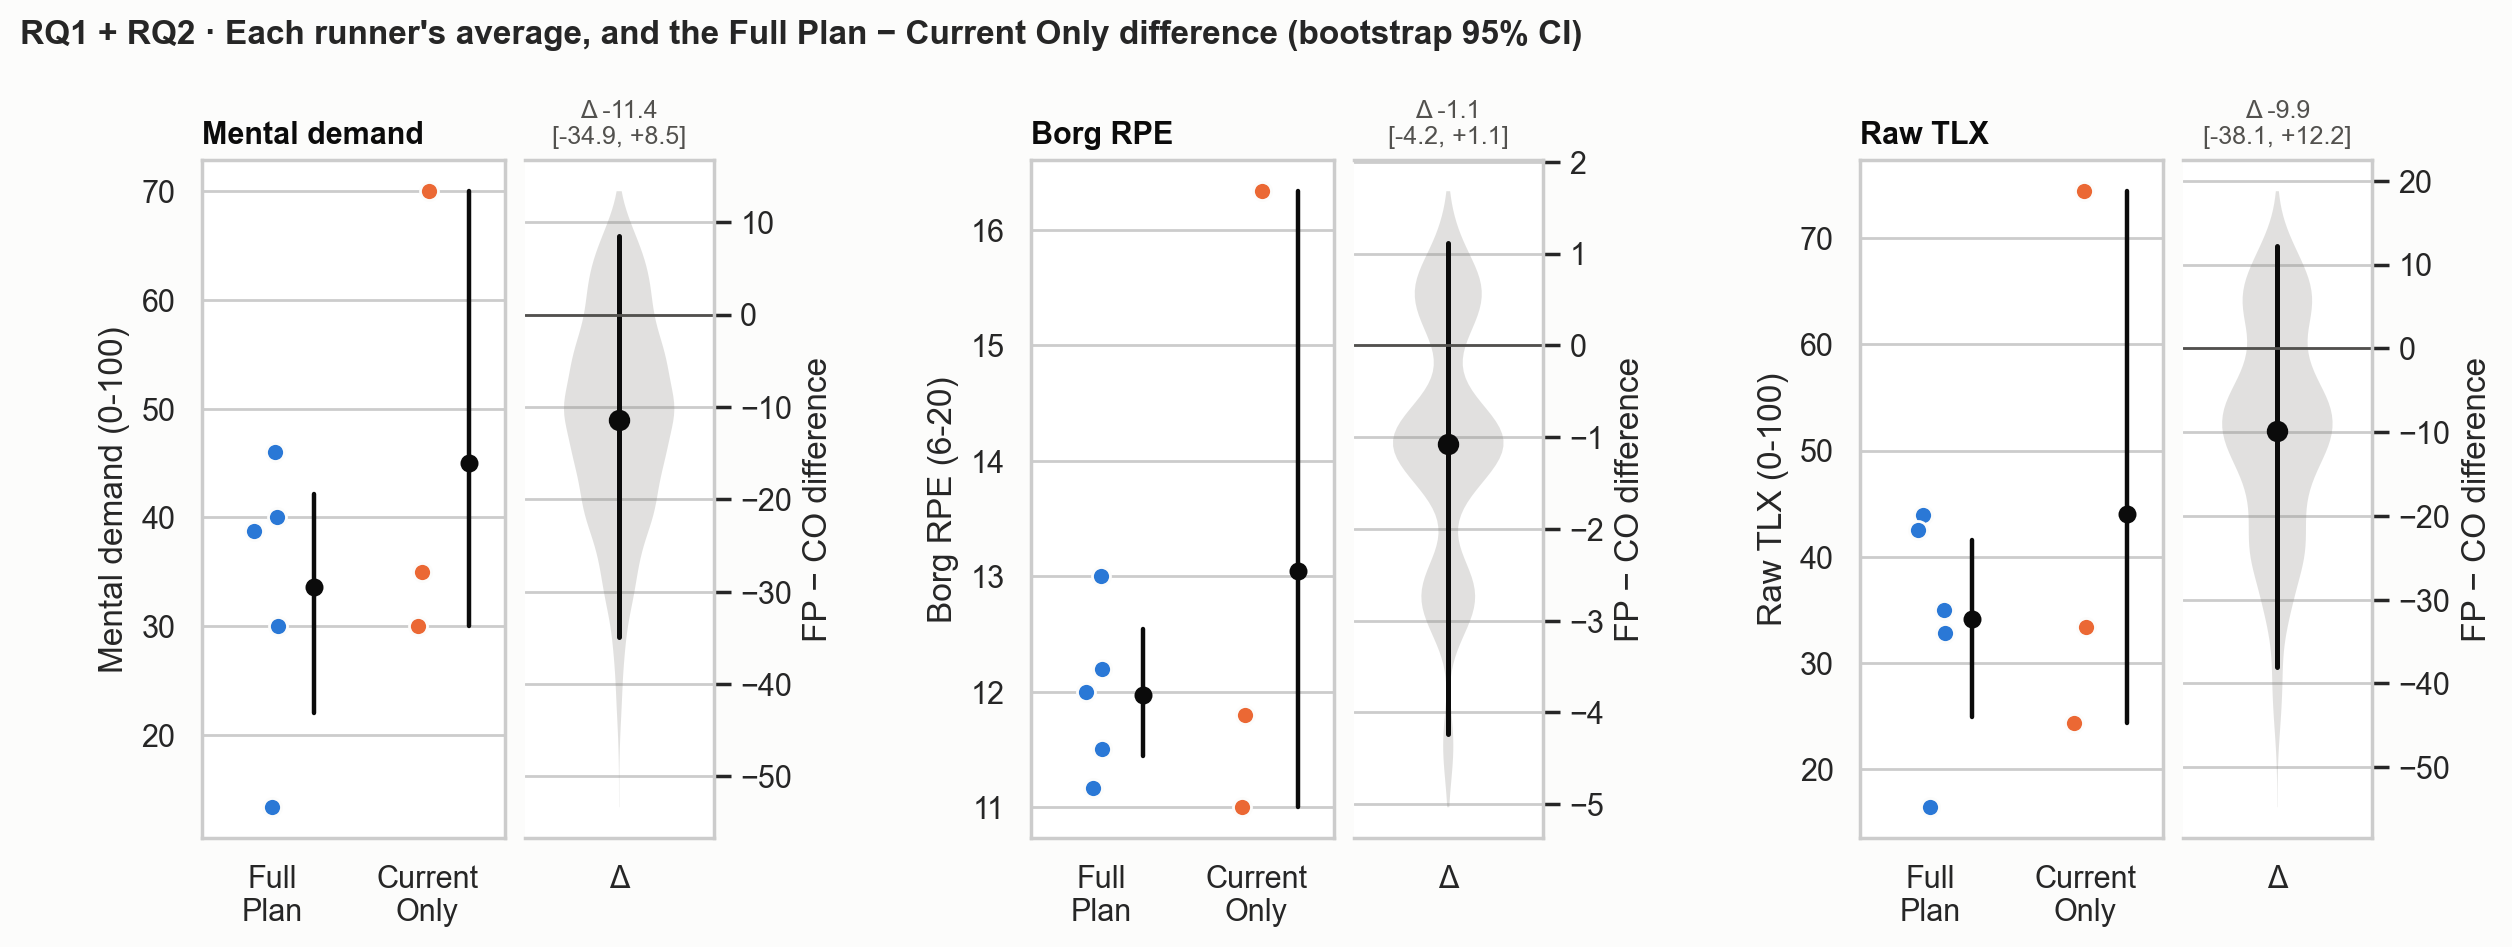 RQ1 + RQ2 · Each runner's average, and the Full Plan − Current Only difference (bootstrap 95% CI)
Mental demand
Δ -11.4
[-34.9, +8.5]
Mental demand (0-100)
70
60
50
40
30
20
10
0
−10
−20
−30
−40
−50
FP − CO difference
Full
Plan
Current
Only
Δ
Borg RPE
Δ -1.1
[-4.2, +1.1]
Borg RPE (6-20)
16
15
14
13
12
11
2
1
0
−1
−2
−3
−4
−5
FP − CO difference
Full
Plan
Current
Only
Δ
Raw TLX
Δ -9.9
[-38.1, +12.2]
Raw TLX (0-100)
70
60
50
40
30
20
20
10
0
−10
−20
−30
−40
−50
FP − CO difference
Full
Plan
Current
Only
Δ